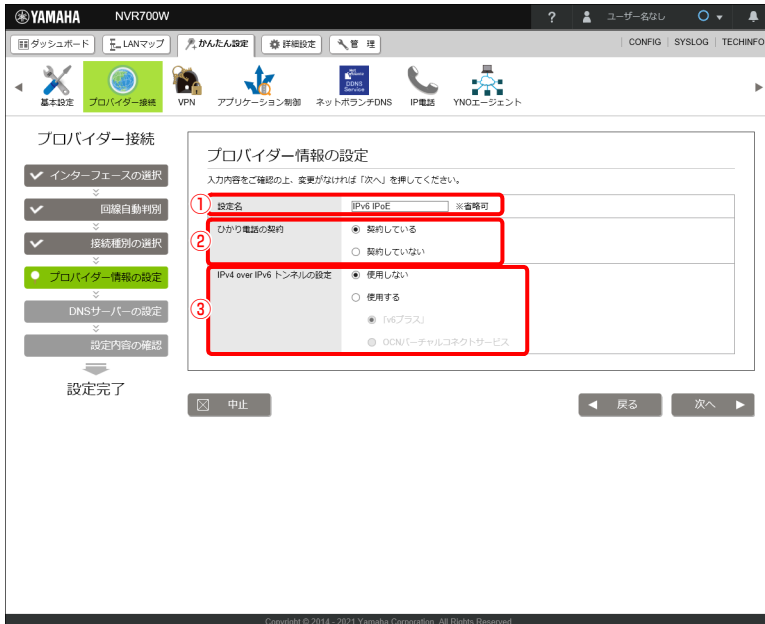 YAMAHA NVR700W ? ユーザー名なし
ダッシュボード LANマップ かんたん設定 詳細設定 管 理 CONFIG SYSLOG TECHINFO
基本設定 プロバイダー接続 VPN アプリケーション制御 ネットボランチDNS IP電話 YNOエージェント
Net Volante DDNS Service
プロバイダー接続
インターフェースの選択
回線自動判別
接続種別の選択
プロバイダー情報の設定
DNSサーバーの設定
設定内容の確認
設定完了
プロバイダー情報の設定
入力内容をご確認の上、変更がなければ「次へ」を押してください。
① 設定名 IPv6 IPoE ※省略可
② ひかり電話の契約 契約している
契約していない
③ IPv4 over IPv6 トンネルの設定 使用しない
使用する
「v6プラス」
OCNバーチャルコネクトサービス
中止 戻る 次へ
Copyright © 2014 - 2021 Yamaha Corporation. All Rights Reserved.